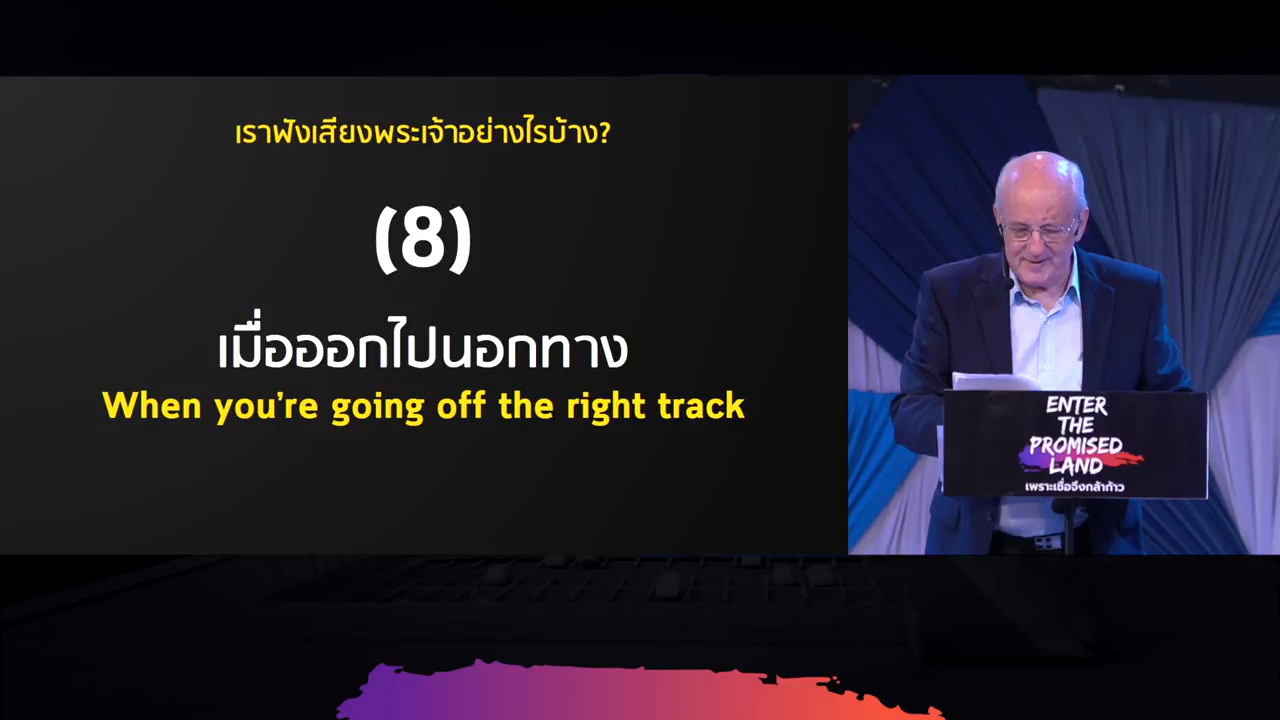 เราฟังเสียงพระเจ้าอย่างไรบ้าง?
(8)
เมื่อออกไปนอกทาง
When you're going off the right track
ENTER
THE
PROMISED
LAND
เพราะเชื่อจึงกล้าก้าว